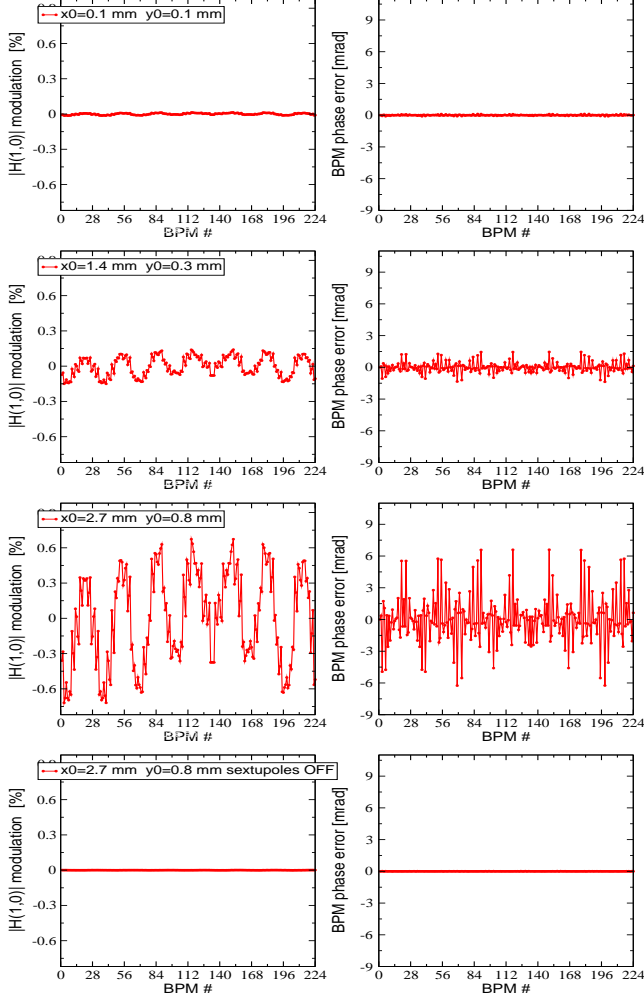 x0=0.1 mm y0=0.1 mm
|H(1,0)| modulation [%]
0.3
0
-0.3
-0.6
0 28 56 84 112 140 168 196 224
BPM #
BPM phase error [mrad]
9
6
3
0
-3
-6
-9
0 28 56 84 112 140 168 196 224
BPM #
x0=1.4 mm y0=0.3 mm
|H(1,0)| modulation [%]
0.6
0.3
0
-0.3
-0.6
0 28 56 84 112 140 168 196 224
BPM #
BPM phase error [mrad]
9
6
3
0
-3
-6
-9
0 28 56 84 112 140 168 196 224
BPM #
x0=2.7 mm y0=0.8 mm
|H(1,0)| modulation [%]
0.6
0.3
0
-0.3
-0.6
0 28 56 84 112 140 168 196 224
BPM #
BPM phase error [mrad]
9
6
3
0
-3
-6
-9
0 28 56 84 112 140 168 196 224
BPM #
x0=2.7 mm y0=0.8 mm sextupoles OFF
|H(1,0)| modulation [%]
0.6
0.3
0
-0.3
-0.6
0 28 56 84 112 140 168 196 224
BPM #
BPM phase error [mrad]
9
6
3
0
-3
-6
-9
0 28 56 84 112 140 168 196 224
BPM #